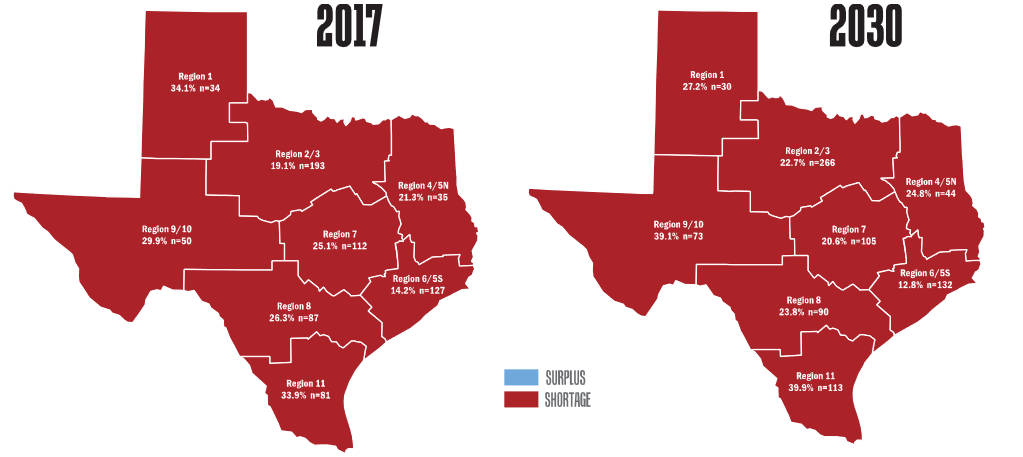 2017
Region 1
34.1% n=34
Region 2/3
19.1% n=193
Region 4/5N
21.3% n=35
Region 9/10
29.9% n=50
Region 7
25.1% n=112
Region 6/5S
14.2% n=127
Region 8
26.3% n=87
Region 11
33.9% n=81
2030
Region 1
27.2% n=30
Region 2/3
22.7% n=266
Region 4/5N
24.8% n=44
Region 9/10
39.1% n=73
Region 7
20.6% n=105
Region 6/5S
12.8% n=132
Region 8
23.8% n=90
Region 11
39.9% n=113
SURPLUS
SHORTAGE